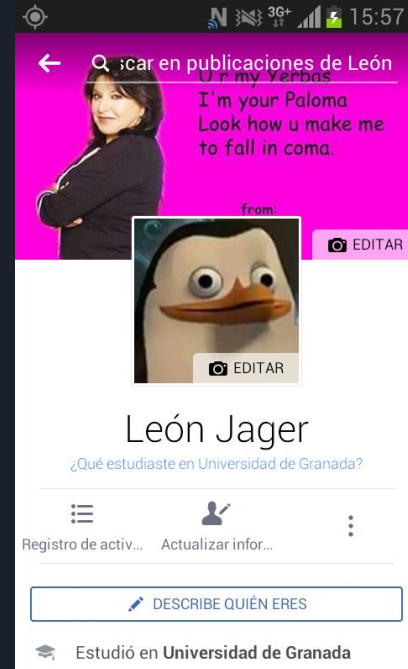 3G+ 15:57
scar en publicaciones de León
U r my Yerbas
I'm your Paloma
Look how u make me
to fall in coma.
from:
EDITAR
EDITAR
León Jager
¿Qué estudiaste en Universidad de Granada?
Registro de activ... Actualizar infor...
DESCRIBE QUIÉN ERES
Estudió en Universidad de Granada